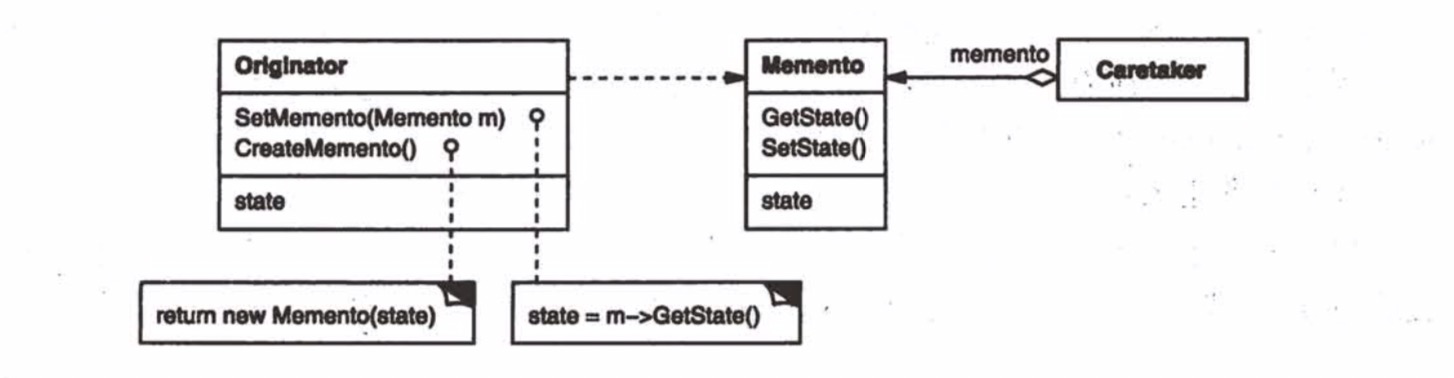 Originator
SetMemento(Memento m)
CreateMemento()
state
Memento
GetState()
SetState()
state
memento
Caretaker
return new Memento(state)
state = m->GetState()